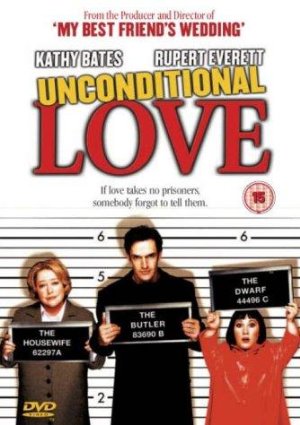 From the Producer and Director of
'MY BEST FRIEND'S WEDDING'
KATHY BATES RUPERT EVERETT
UNCONDITIONAL
LOVE
If love takes no prisoners,
somebody forgot to tell them.
15
6 6
5 5
THE
DWARF
44496 C
THE
BUTLER
83690 B
THE
HOUSEWIFE
62297A
DVD
VIDEO